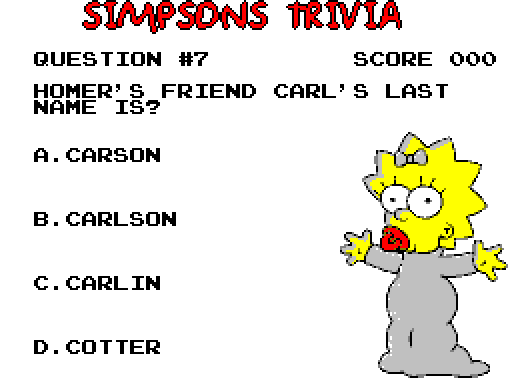 SIMPSONS TRIVIA
QUESTION #7 SCORE 000
HOMER'S FRIEND CARL'S LAST
NAME IS?
A.CARSON
B.CARLSON
C.CARLIN
D.COTTER